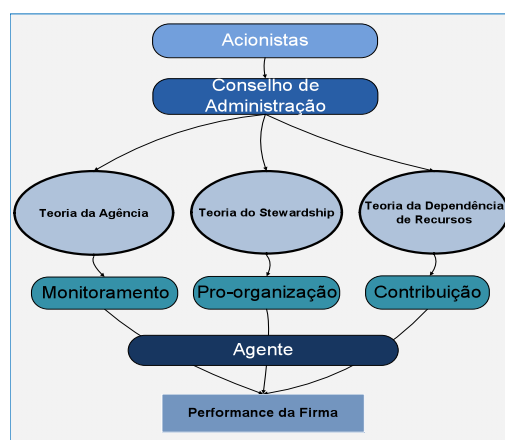 Acionistas
Conselho de
Administração
Teoria da Agência
Teoria do Stewardship
Teoria da Dependência
de Recursos
Monitoramento
Pro-organização
Contribuição
Agente
Performance da Firma